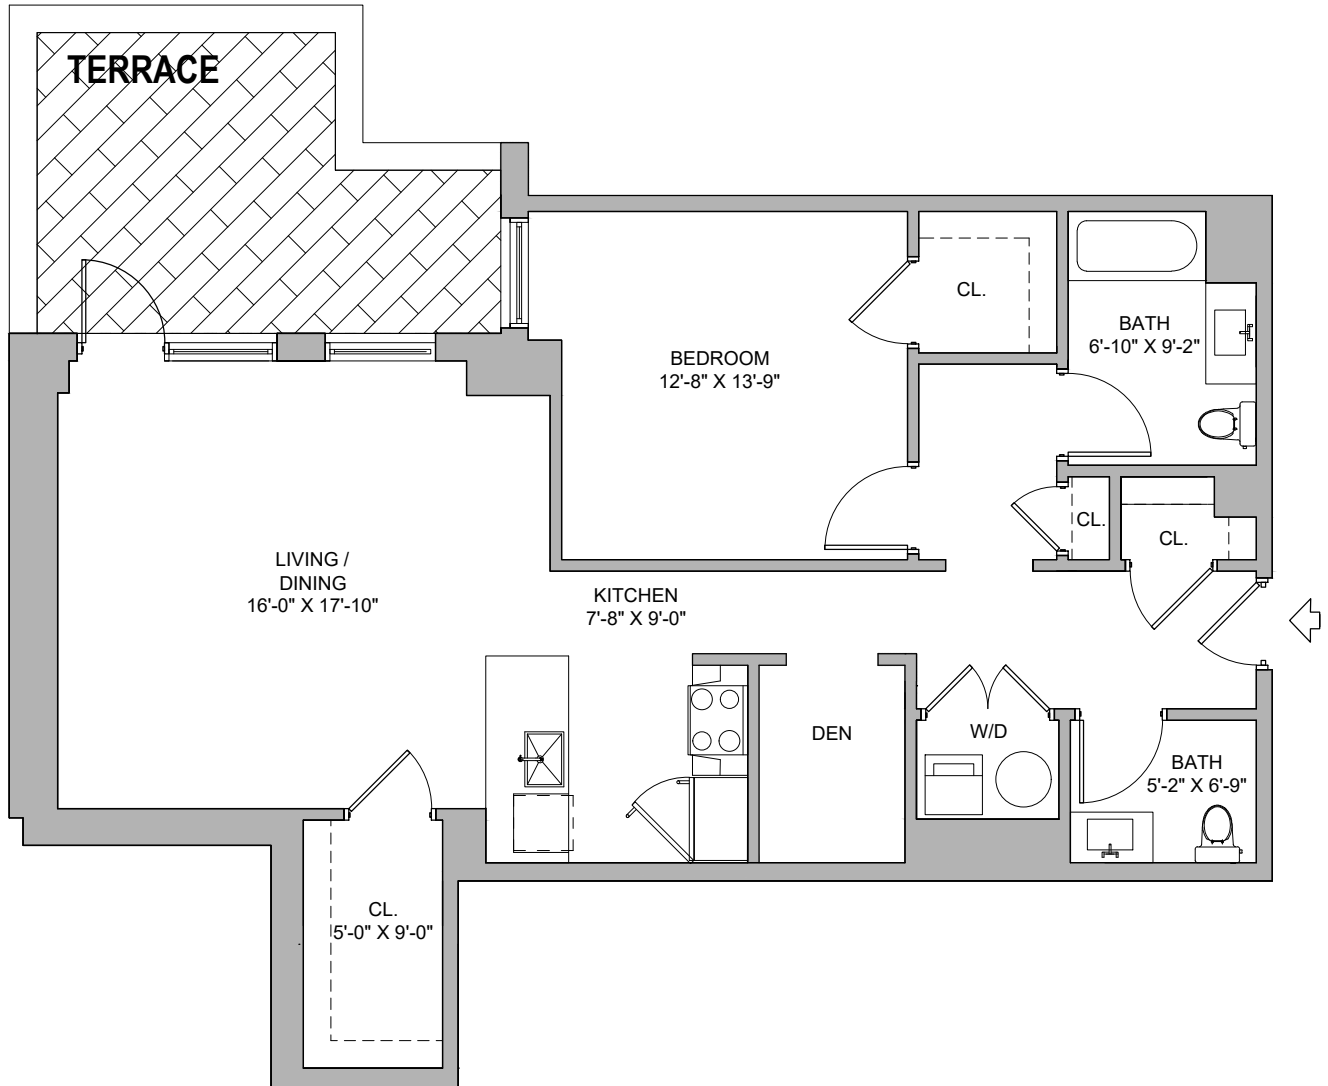 TERRACE
CL.
BATH
6'-10" X 9'-2"
BEDROOM
12'-8" X 13'-9"
CL.
CL.
LIVING /
DINING
16'-0" X 17'-10"
KITCHEN
7'-8" X 9'-0"
DEN
W/D
BATH
5'-2" X 6'-9"
CL.
5'-0" X 9'-0"